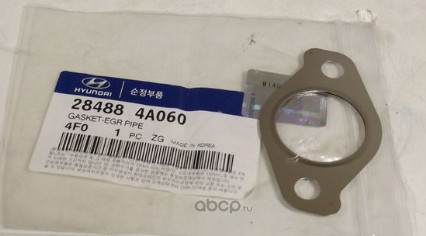 HYUNDAI 순정부품
28488 4A060
GASKET-EGR PIPE
4F0 1 PC ZG MADE IN KOREA
abcp.ru